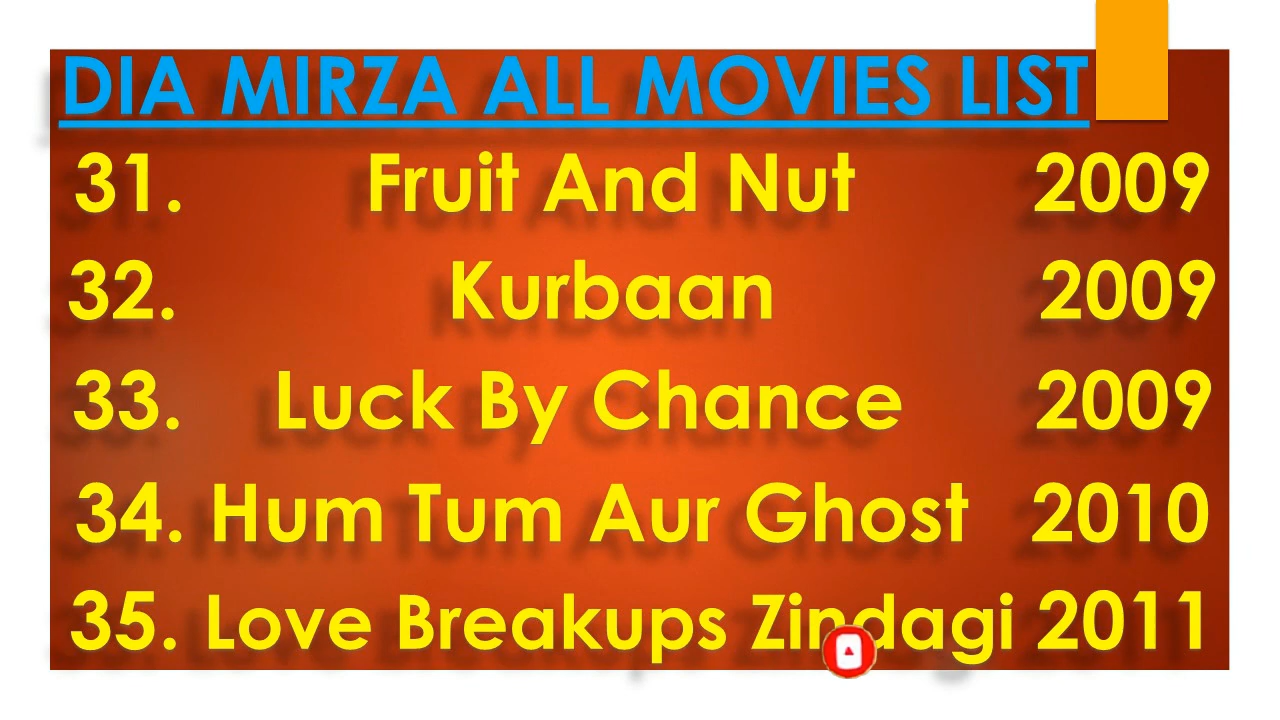 DIA MIRZA ALL MOVIES LIST
31. Fruit And Nut 2009
32. Kurbaan 2009
33. Luck By Chance 2009
34. Hum Tum Aur Ghost 2010
35. Love Breakups Zindagi 2011